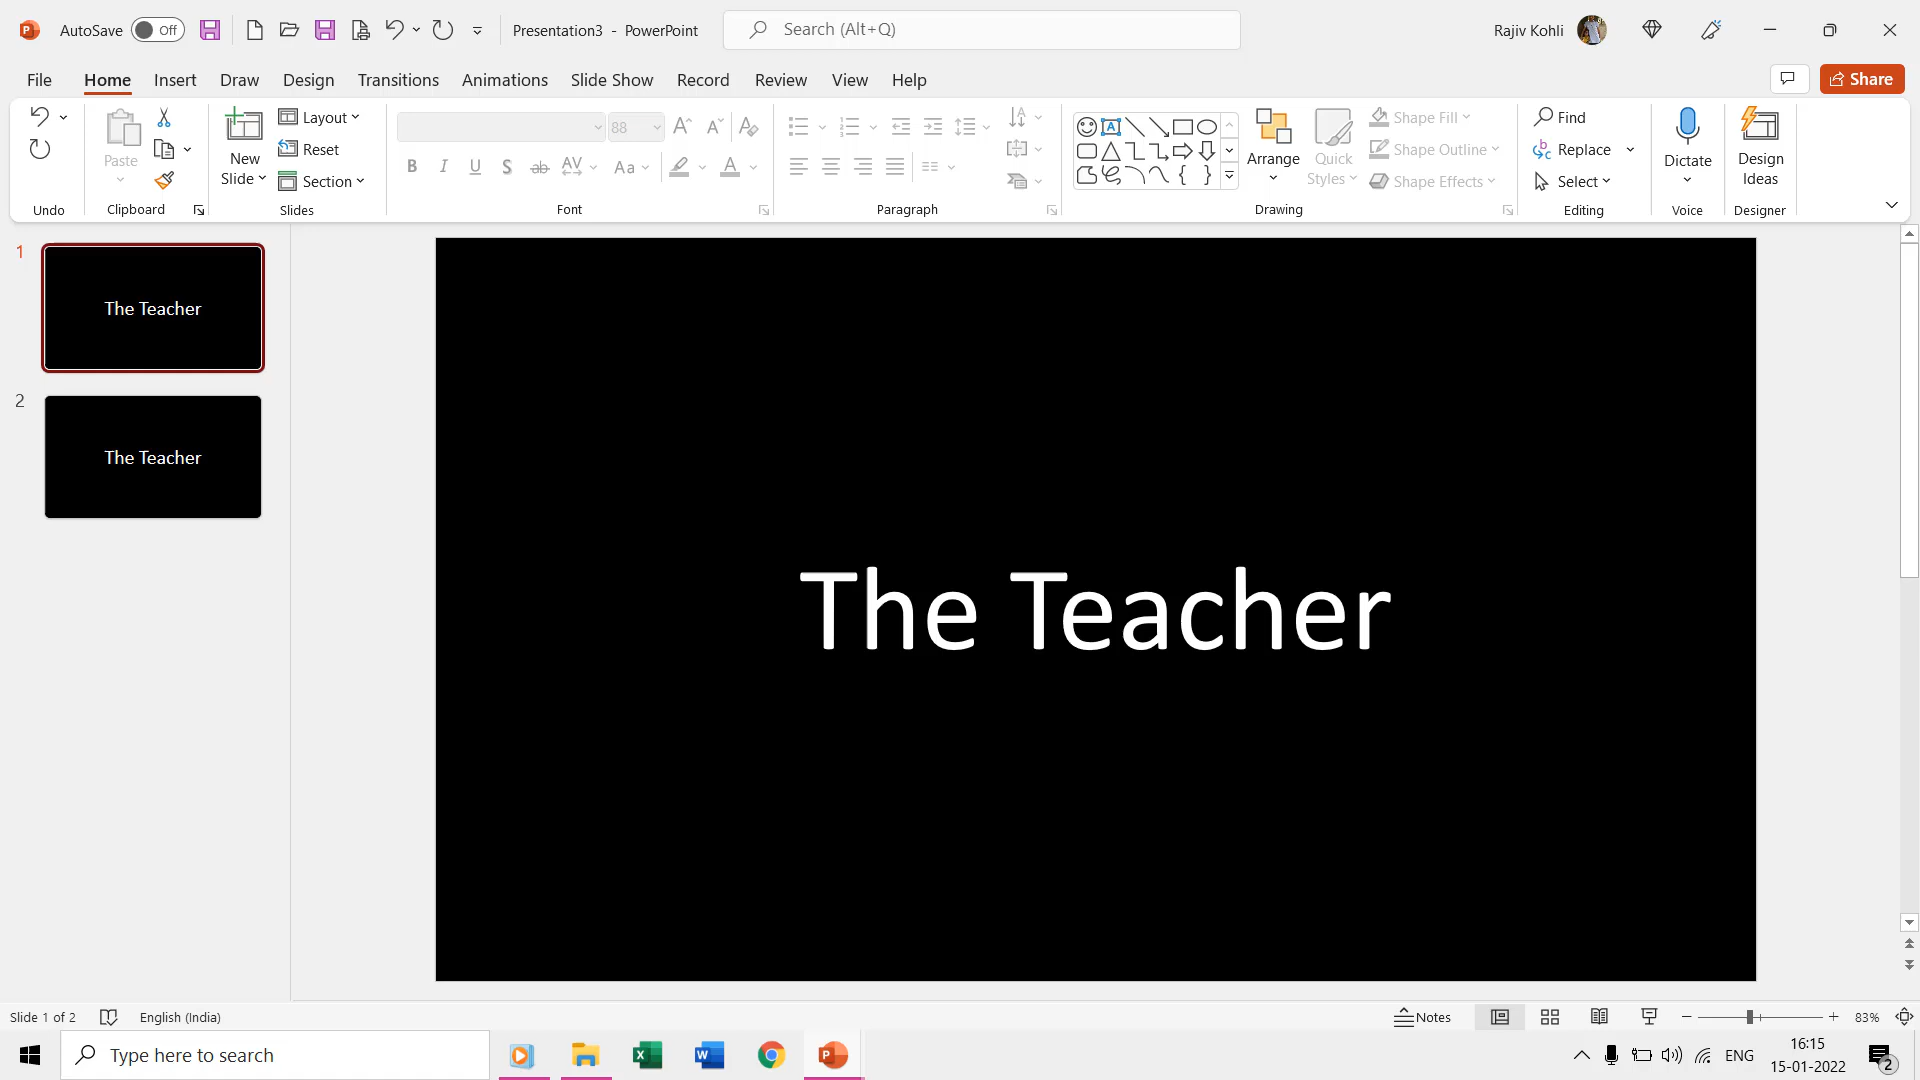 AutoSave Off Presentation3 - PowerPoint Search (Alt+Q) Rajiv Kohli
File Home Insert Draw Design Transitions Animations Slide Show Record Review View Help Share
Paste
New Slide
Layout
Reset
Section
88
B I U S ab AV Aa A
Arrange
Quick Styles
Shape Fill
Shape Outline
Shape Effects
Find
Replace
Select
Dictate
Design Ideas
Undo Clipboard Slides Font Paragraph Drawing Editing Voice Designer
1
The Teacher
2
The Teacher
The Teacher
Slide 1 of 2 English (India) Notes 83%
Type here to search ENG 16:15
15-01-2022 2